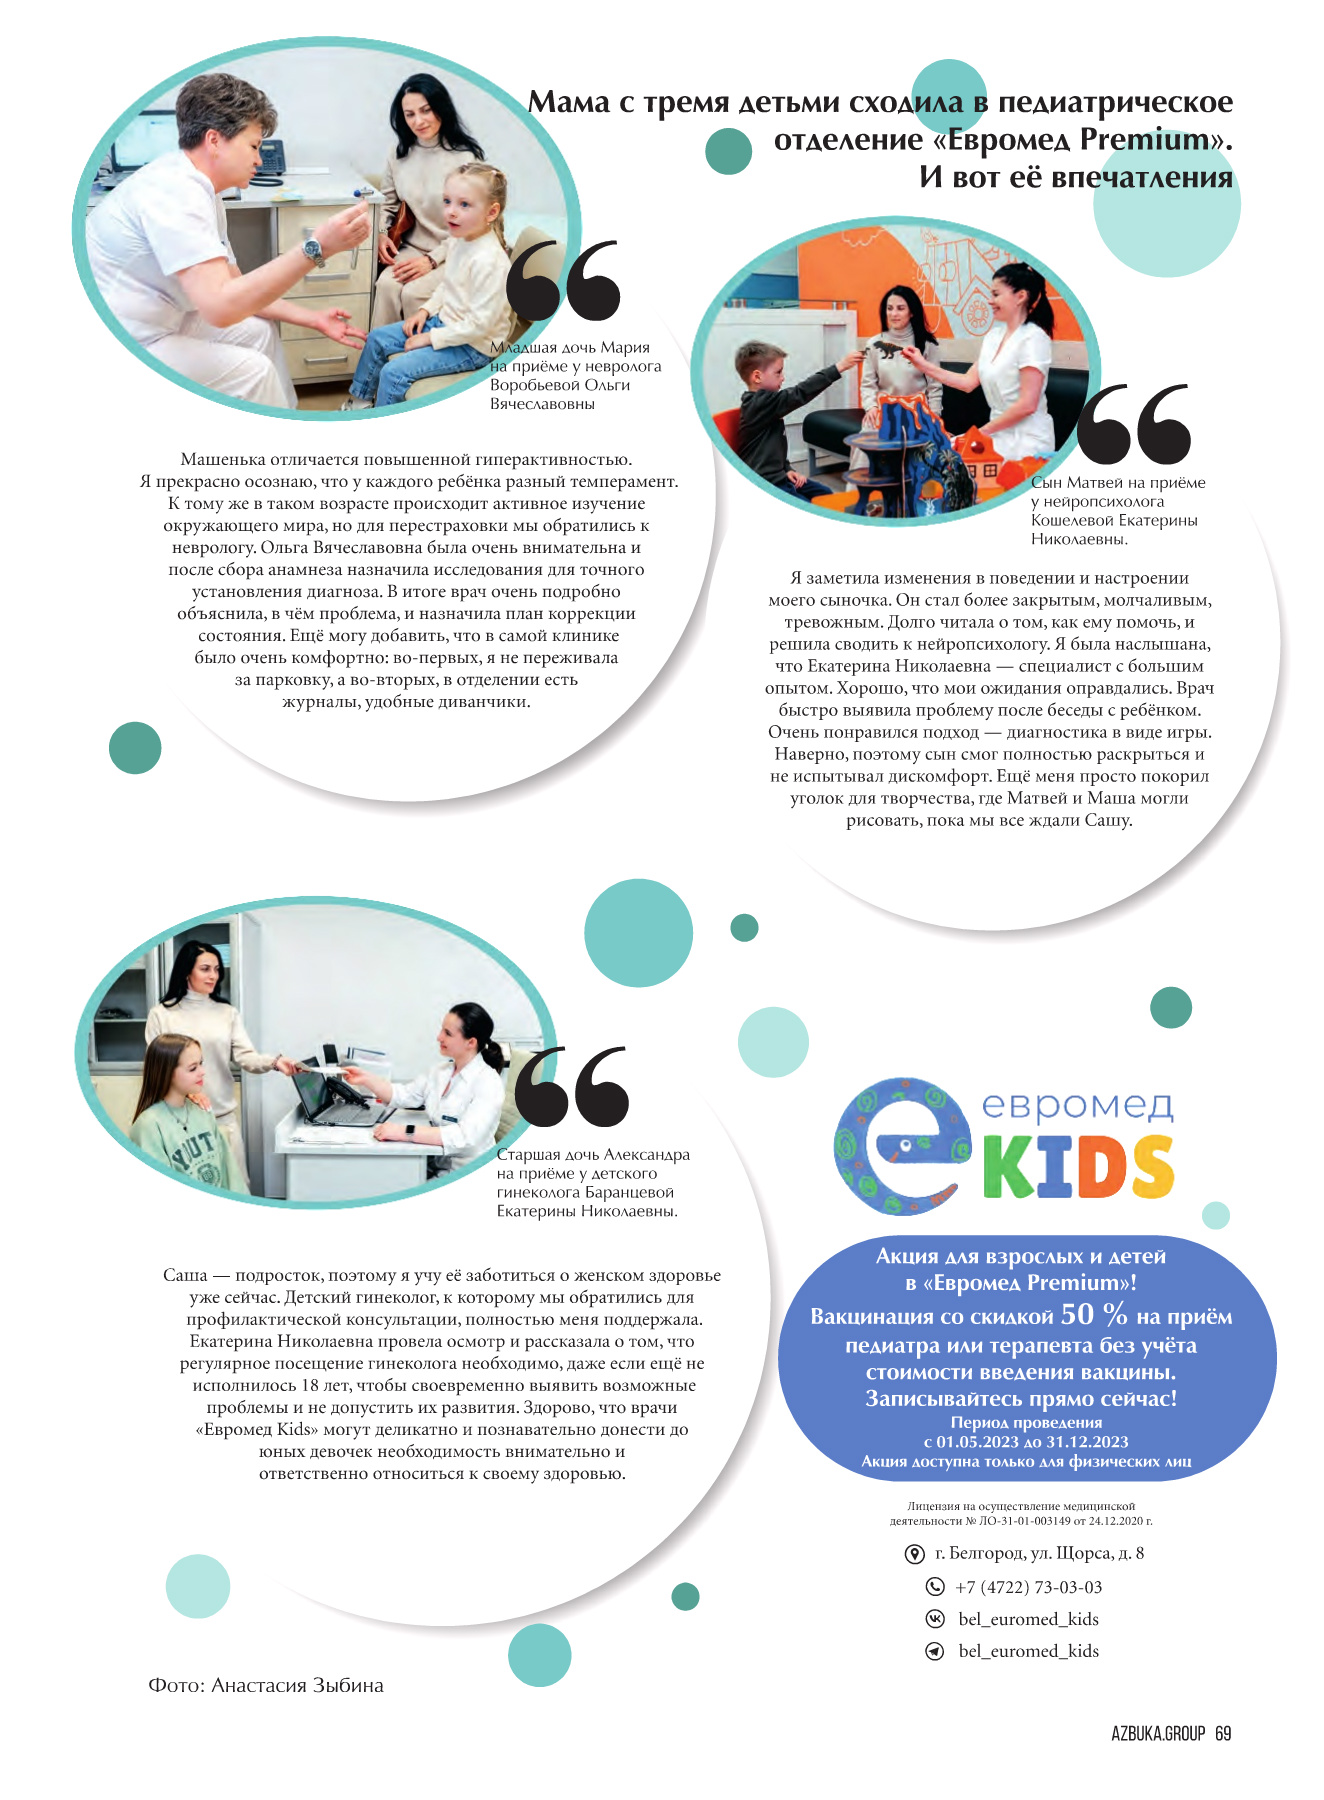 Мама с тремя детьми сходила в педиатрическое
отделение «Евромед Premium».
И вот её впечатления
Младшая дочь Мария
на приёме у невролога
Воробьевой Ольги
Вячеславовны
Машенька отличается повышенной гиперактивностью.
Я прекрасно осознаю, что у каждого ребёнка разный темперамент.
К тому же в таком возрасте происходит активное изучение
окружающего мира, но для перестраховки мы обратились к
неврологу. Ольга Вячеславовна была очень внимательна и
после сбора анамнеза назначила исследования для точного
установления диагноза. В итоге врач очень подробно
объяснила, в чём проблема, и назначила план коррекции
состояния. Ещё могу добавить, что в самой клинике
было очень комфортно: во-первых, я не переживала
за парковку, а во-вторых, в отделении есть
журналы, удобные диванчики.
Сын Матвей на приёме
у нейропсихолога
Кошелевой Екатерины
Николаевны.
Я заметила изменения в поведении и настроении
моего сыночка. Он стал более закрытым, молчаливым,
тревожным. Долго читала о том, как ему помочь, и
решила сводить к нейропсихологу. Я была наслышана,
что Екатерина Николаевна — специалист с большим
опытом. Хорошо, что мои ожидания оправдались. Врач
быстро выявила проблему после беседы с ребёнком.
Очень понравился подход — диагностика в виде игры.
Наверно, поэтому сын смог полностью раскрыться и
не испытывал дискомфорт. Ещё меня просто покорил
уголок для творчества, где Матвей и Маша могли
рисовать, пока мы все ждали Сашу.
Старшая дочь Александра
на приёме у детского
гинеколога Баранцевой
Екатерины Николаевны.
Саша — подросток, поэтому я учу её заботиться о женском здоровье
уже сейчас. Детский гинеколог, к которому мы обратились для
профилактической консультации, полностью меня поддержала.
Екатерина Николаевна провела осмотр и рассказала о том, что
регулярное посещение гинеколога необходимо, даже если ещё не
исполнилось 18 лет, чтобы своевременно выявить возможные
проблемы и не допустить их развития. Здорово, что врачи
«Евромед Kids» могут деликатно и познавательно донести до
юных девочек необходимость внимательно и
ответственно относиться к своему здоровью.
евромед
KIDS
Акция для взрослых и детей
в «Евромед Premium»!
Вакцинация со скидкой 50 % на приём
педиатра или терапевта без учёта
стоимости введения вакцины.
Записывайтесь прямо сейчас!
Период проведения
с 01.05.2023 до 31.12.2023
Акция доступна только для физических лиц
Лицензия на осуществление медицинской
деятельности № ЛО-31-01-003149 от 24.12.2020 г.
г. Белгород, ул. Щорса, д. 8
+7 (4722) 73-03-03
bel_euromed_kids
bel_euromed_kids
Фото: Анастасия Зыбина
AZBUKA.GROUP 69